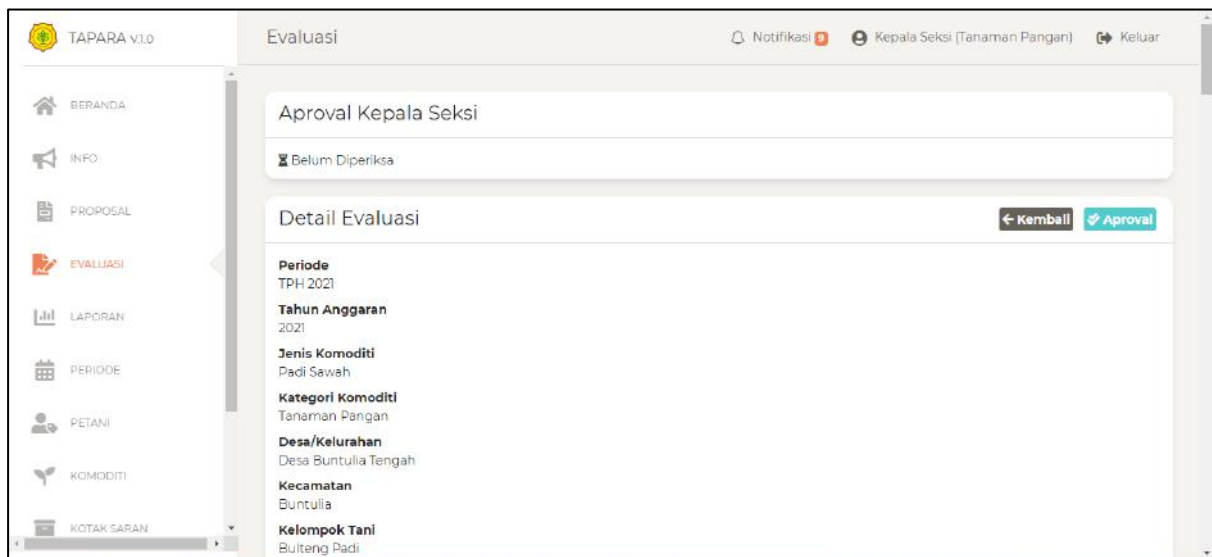 TAPARA V.1.0
Evaluasi
Notifikasi 9
Kepala Seksi (Tanaman Pangan)
Keluar
BERANDA
INFO
PROPOSAL
EVALUASI
LAPORAN
PERIODE
PETANI
KOMODITI
KOTAK SARAN
Aproval Kepala Seksi
Belum Diperiksa
Detail Evaluasi
Kembali
Aproval
Periode
TPH 2021
Tahun Anggaran
2021
Jenis Komoditi
Padi Sawah
Kategori Komoditi
Tanaman Pangan
Desa/Kelurahan
Desa Buntulia Tengah
Kecamatan
Buntulia
Kelompok Tani
Bulteng Padi